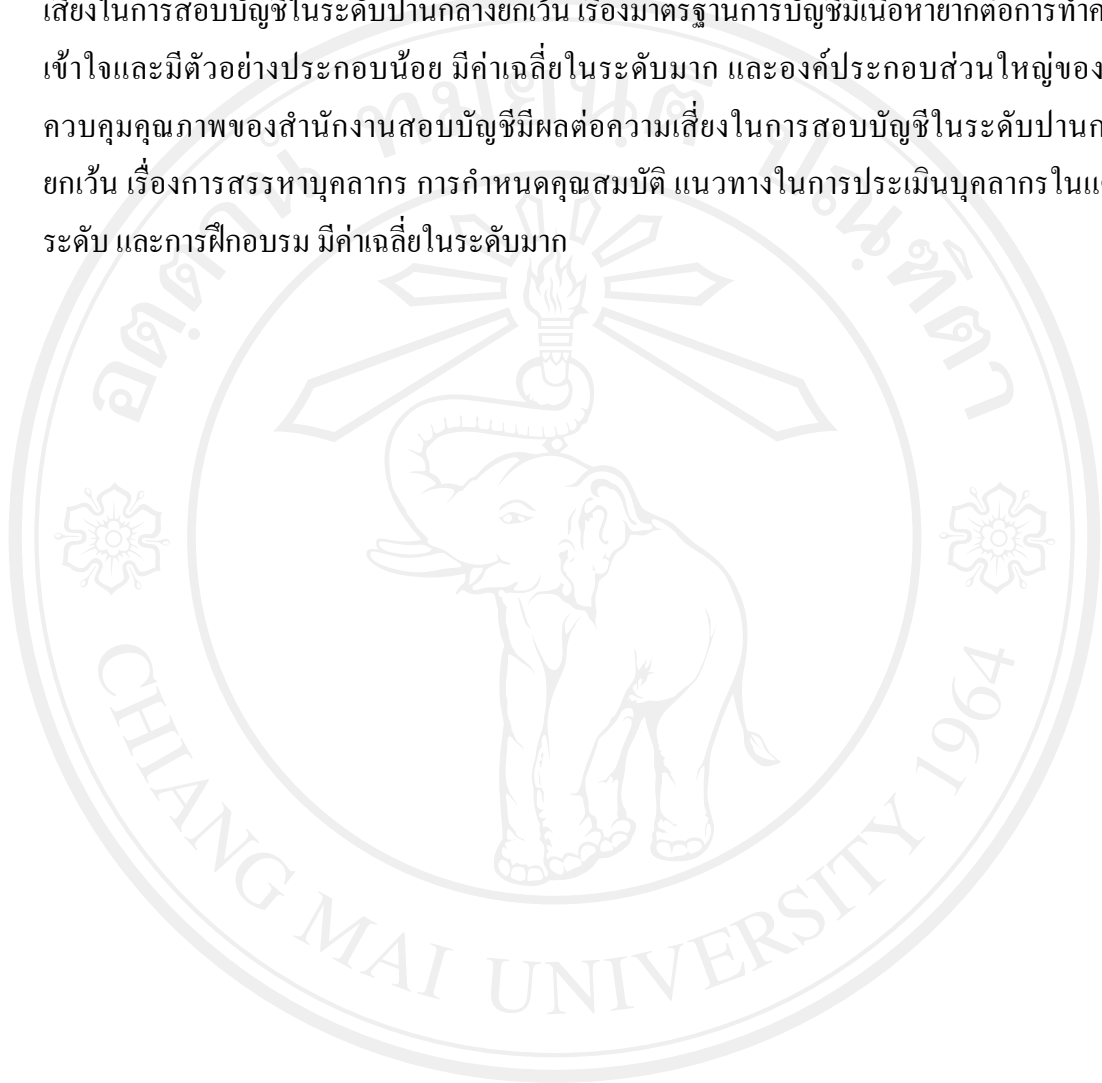 เสี่ยงในการสอบบัญชีในระดับปานกลางยกเว้น เรื่องมาตรฐานการบัญชีมีเนื้อหายากต่อการทำค
เข้าใจและมีตัวอย่างประกอบน้อย มีค่าเฉลี่ยในระดับมาก และองค์ประกอบส่วนใหญ่ของ
ควบคุมคุณภาพของสำนักงานสอบบัญชีมีผลต่อความเสี่ยงในการสอบบัญชีในระดับปานก
ยกเว้น เรื่องการสรรหาบุคลากร การกำหนดคุณสมบัติ แนวทางในการประเมินบุคลากรในแ
ระดับ และการฝึกอบรม มีค่าเฉลี่ยในระดับมาก
อตฺตานํ ทมยนฺติ ปณฺฑิตา
CHIANG MAI UNIVERSITY 1964